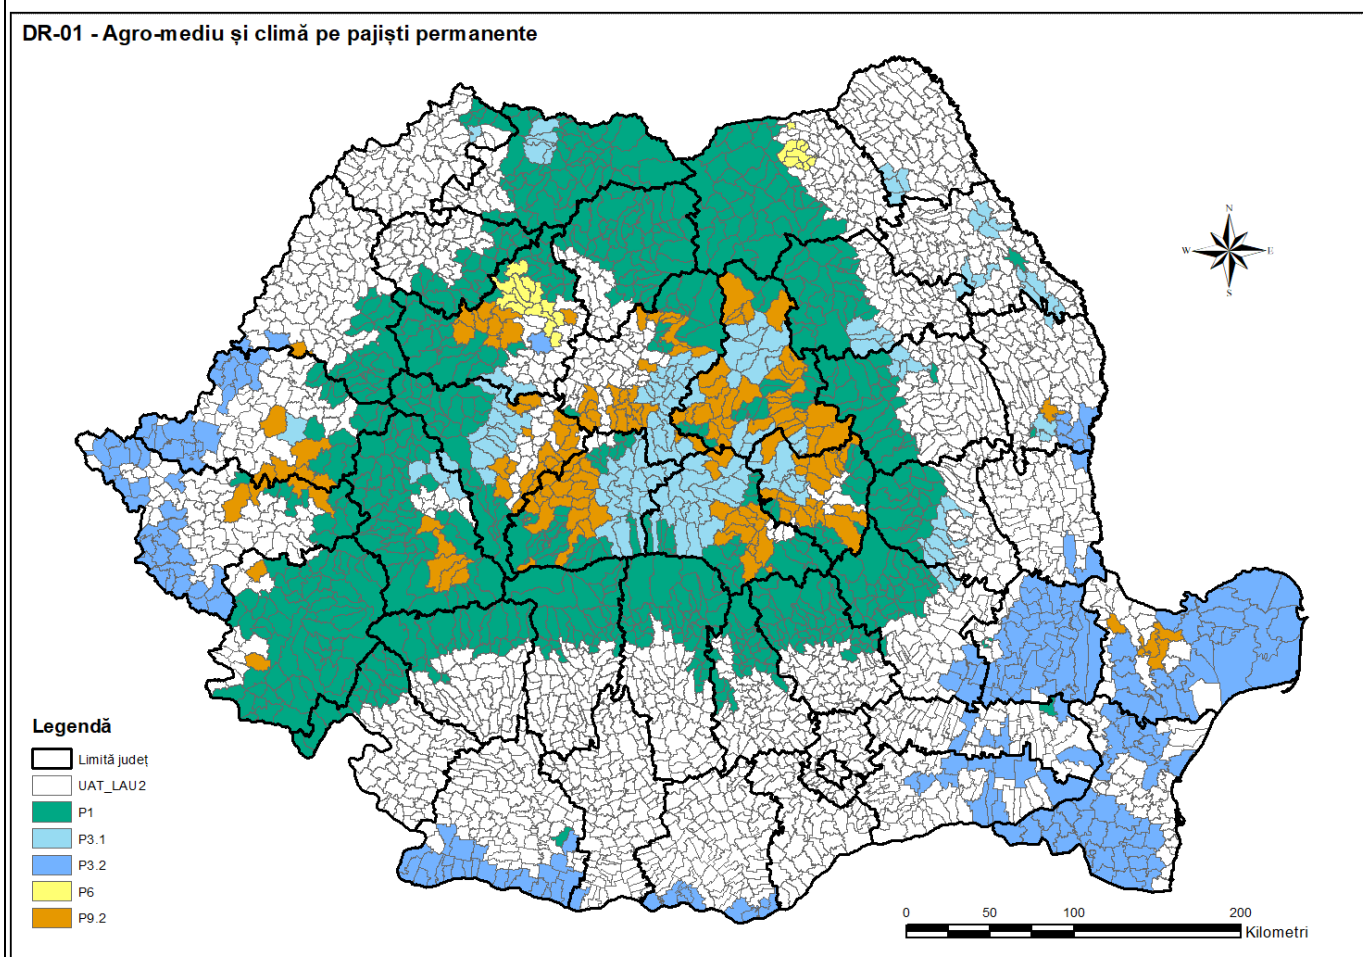 DR-01 - Agro-mediu și climă pe pajiști permanente
N
W
E
S
Legendă
Limită județ
UAT_LAU2
P1
P3.1
P3.2
P6
P9.2
0 50 100 200
Kilometri